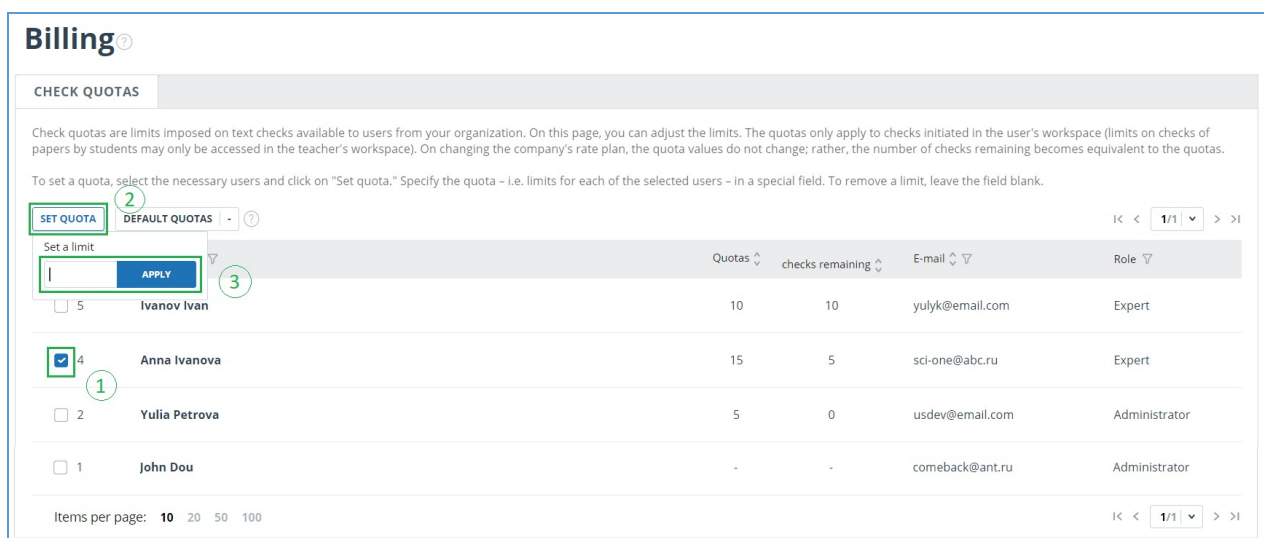 Billing ?
CHECK QUOTAS
Check quotas are limits imposed on text checks available to users from your organization. On this page, you can adjust the limits. The quotas only apply to checks initiated in the user's workspace (limits on checks of
papers by students may only be accessed in the teacher's workspace). On changing the company's rate plan, the quota values do not change; rather, the number of checks remaining becomes equivalent to the quotas.
To set a quota, select the necessary users and click on "Set quota." Specify the quota – i.e. limits for each of the selected users – in a special field. To remove a limit, leave the field blank.
2
SET QUOTA DEFAULT QUOTAS - ? 1/1
Set a limit
APPLY 3
Quotas checks remaining E-mail Role
5 Ivanov Ivan 10 10 yulyk@email.com Expert
4 Anna Ivanova 15 5 sci-one@abc.ru Expert
1
2 Yulia Petrova 5 0 usdev@email.com Administrator
1 John Dou - - comeback@ant.ru Administrator
Items per page: 10 20 50 100 1/1